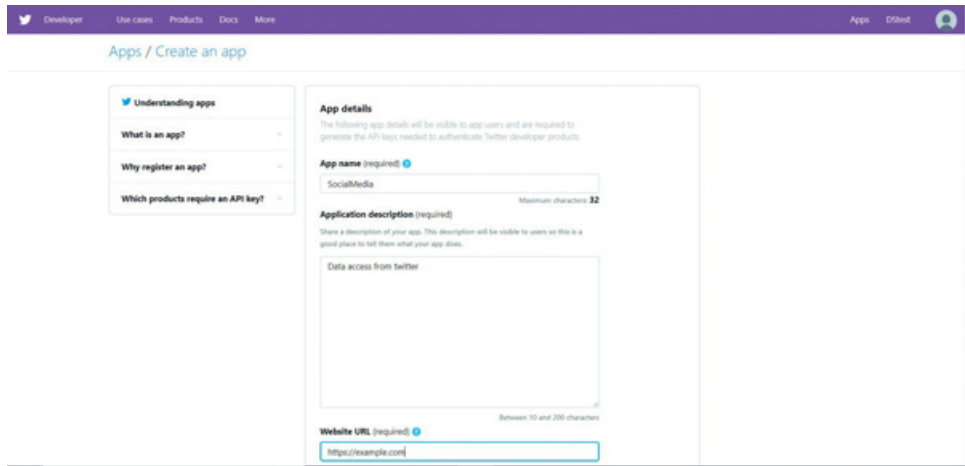 Developer Use cases Products Docs More Apps DStest
Apps / Create an app
Understanding apps
What is an app?
Why register an app?
Which products require an API key?
App details
The following app details will be visible to app users and are required to
generate the API keys needed to authenticate Twitter developer products.
App name (required)
SocialMedia
Maximum characters: 32
Application description (required)
Share a description of your app. This description will be visible to users so this is a
good place to tell them what your app does.
Data access from twitter
Between 10 and 200 characters
Website URL (required)
https://example.com